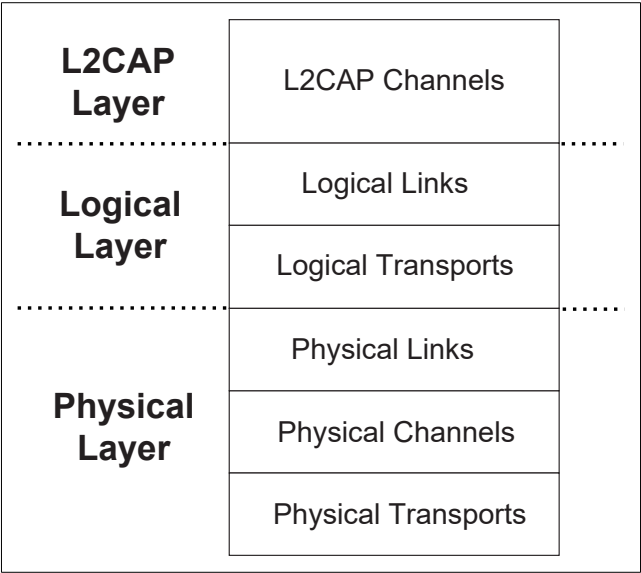 L2CAP
Layer
L2CAP Channels
Logical
Layer
Logical Links
Logical Transports
Physical
Layer
Physical Links
Physical Channels
Physical Transports